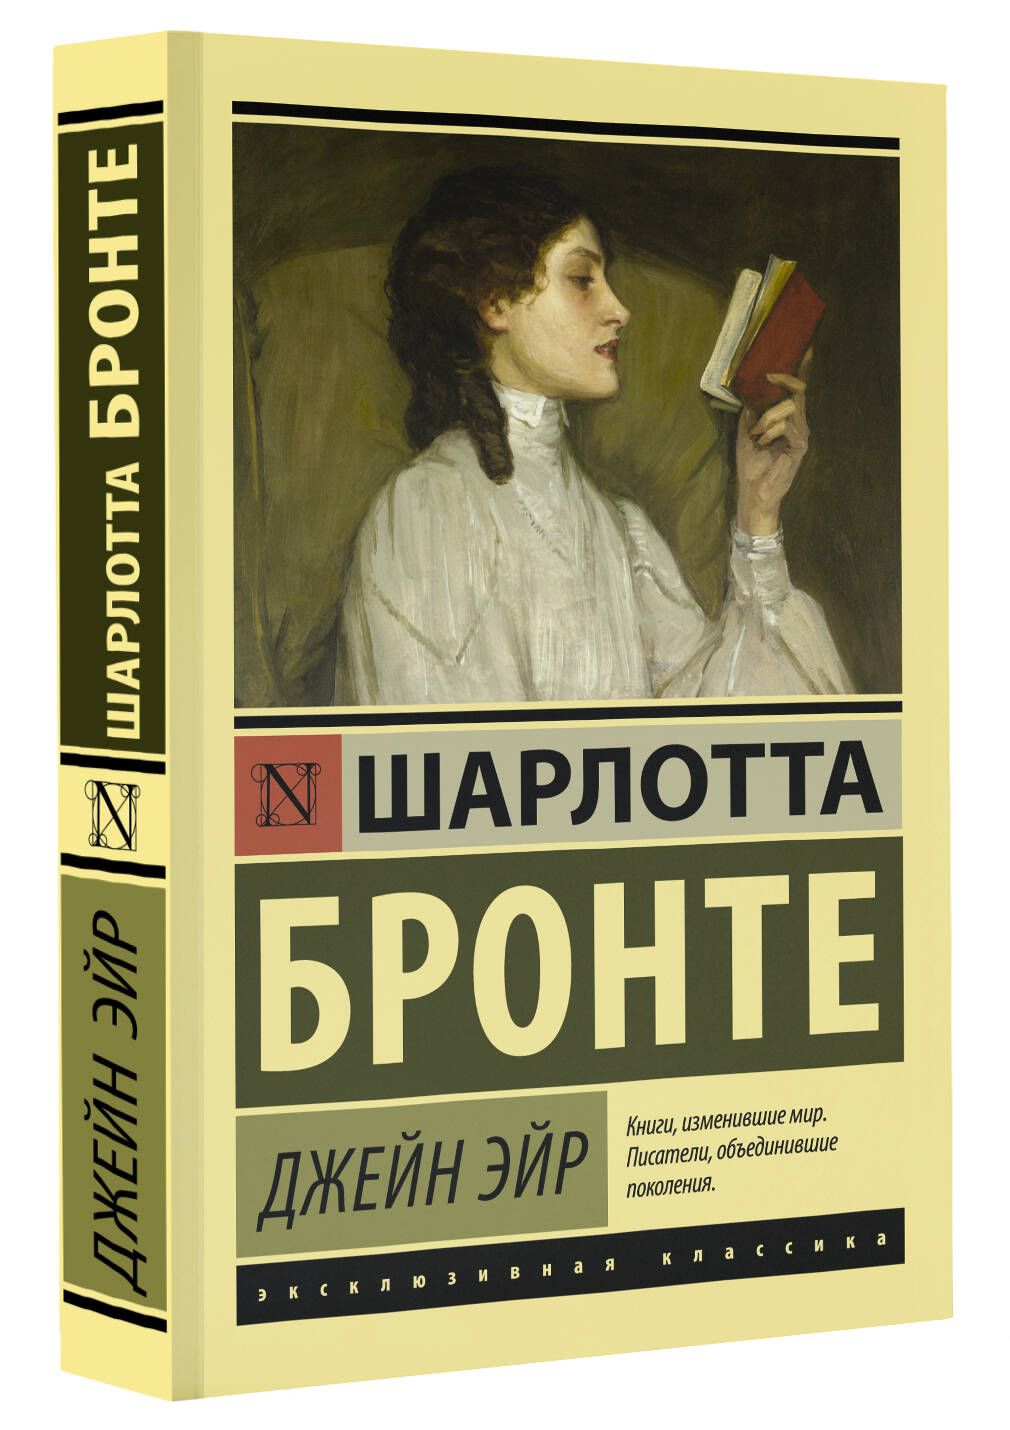 ШАРЛОТТА БРОНТЕ
N
ДЖЕЙН ЭЙР
N ШАРЛОТТА
БРОНТЕ
ДЖЕЙН ЭЙР
Книги, изменившие мир.
Писатели, объединившие
поколения.
эксклюзивная классика